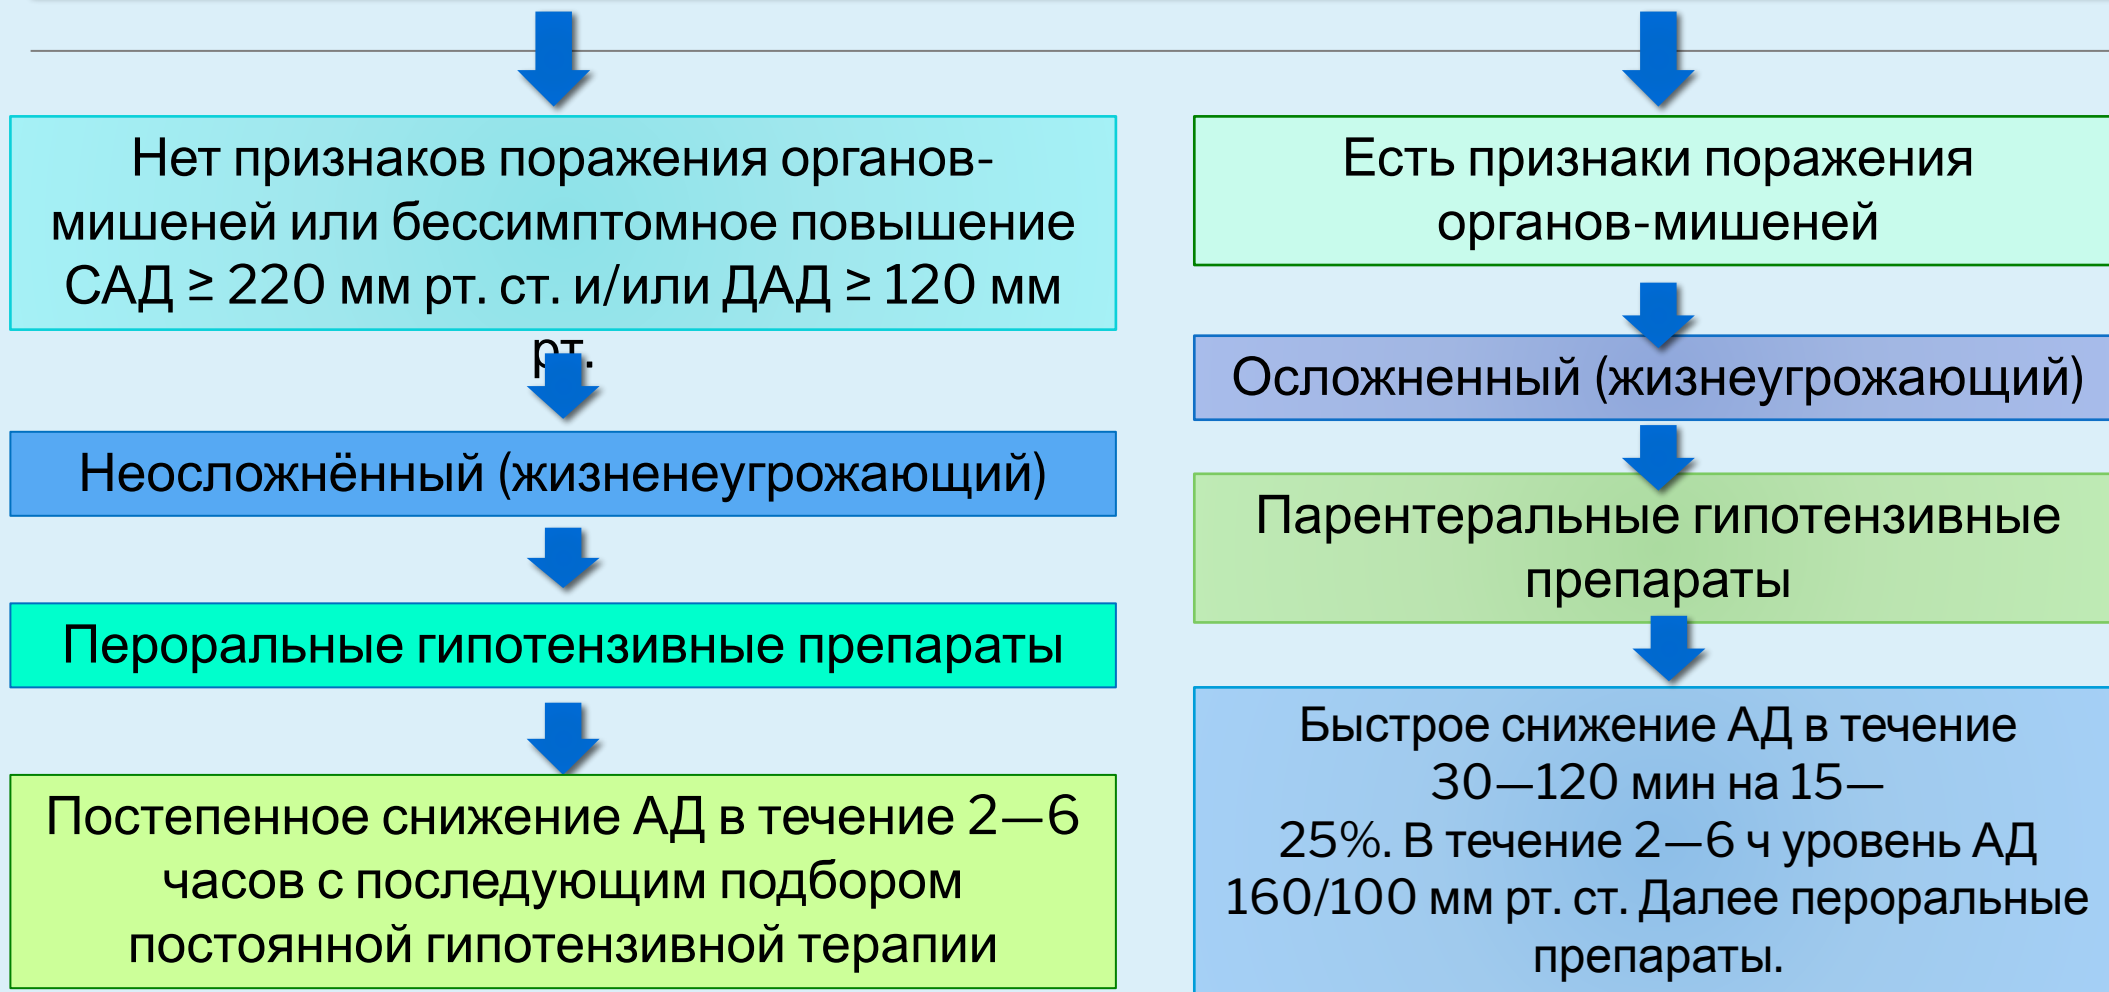 Нет признаков поражения органов-
мишеней или бессимптомное повышение
САД ≥ 220 мм рт. ст. и/или ДАД ≥ 120 мм
рт.
Неосложнённый (жизненеугрожающий)
Пероральные гипотензивные препараты
Постепенное снижение АД в течение 2—6
часов с последующим подбором
постоянной гипотензивной терапии
Есть признаки поражения
органов-мишеней
Осложненный (жизнеугрожающий)
Парентеральные гипотензивные
препараты
Быстрое снижение АД в течение
30—120 мин на 15—
25%. В течение 2—6 ч уровень АД
160/100 мм рт. ст. Далее пероральные
препараты.